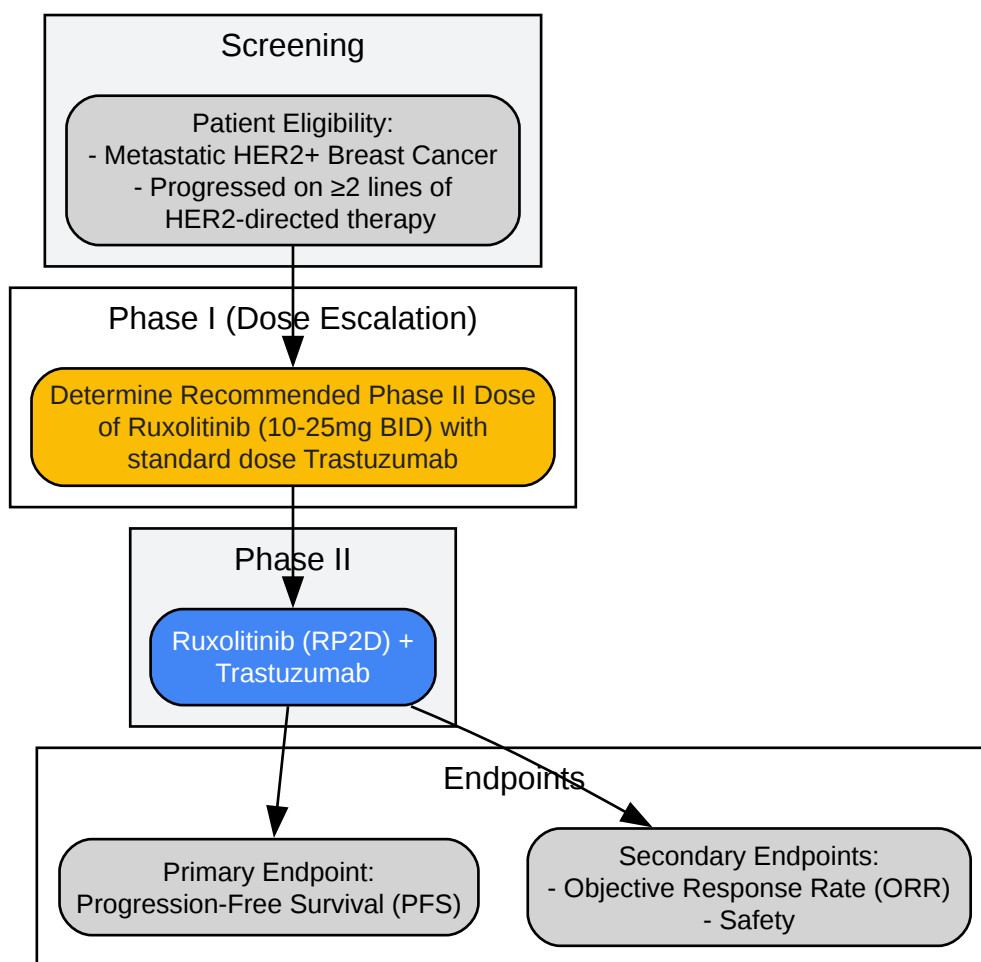 Screening
Patient Eligibility:
- Metastatic HER2+ Breast Cancer
- Progressed on ≥2 lines of
HER2-directed therapy
Phase I (Dose Escalation)
Determine Recommended Phase II Dose
of Ruxolitinib (10-25mg BID) with
standard dose Trastuzumab
Phase II
Ruxolitinib (RP2D) +
Trastuzumab
Endpoints
Primary Endpoint:
Progression-Free Survival (PFS)
Secondary Endpoints:
- Objective Response Rate (ORR)
- Safety